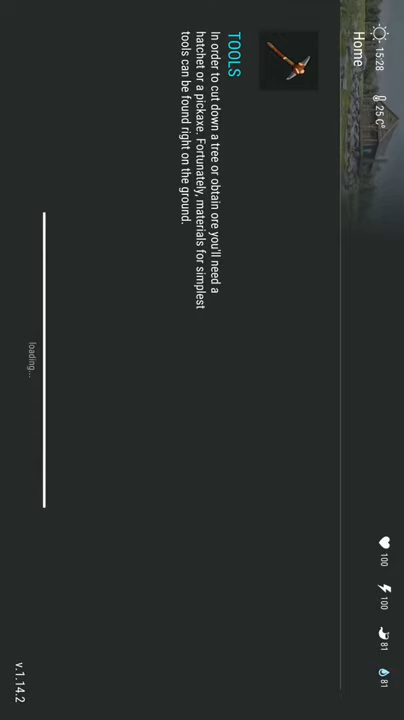 15:28 25 C°
Home
100 100 81 81
TOOLS
In order to cut down a tree or obtain ore you'll need a
hatchet or a pickaxe. Fortunately, materials for simplest
tools can be found right on the ground.
loading...
v.1.14.2